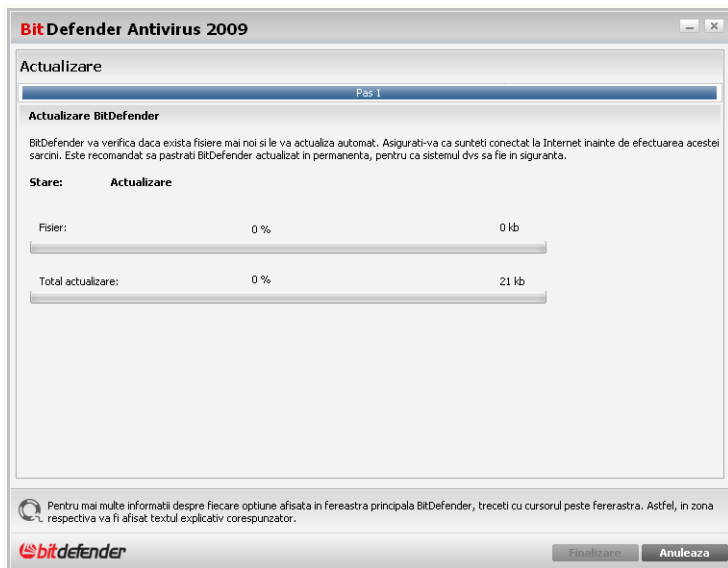 BitDefender Antivirus 2009
Actualizare
Pas 1
Actualizare BitDefender
BitDefender va verifica daca exista fisiere mai noi si le va actualiza automat. Asigurati-va ca sunteti conectat la Internet inainte de efectuarea acestei
sarcini. Este recomandat sa pastrati BitDefender actualizat in permanenta, pentru ca sistemul dvs sa fie in siguranta.
Stare: Actualizare
Fisier: 0 % 0 kb
Total actualizare: 0 % 21 kb
Pentru mai multe informatii despre fiecare optiune afisata in fereastra principala BitDefender, treceti cu cursorul peste fererastra. Astfel, in zona
respectiva va fi afisat textul explicativ corespunzator.
bitdefender Finalizare Anuleaza